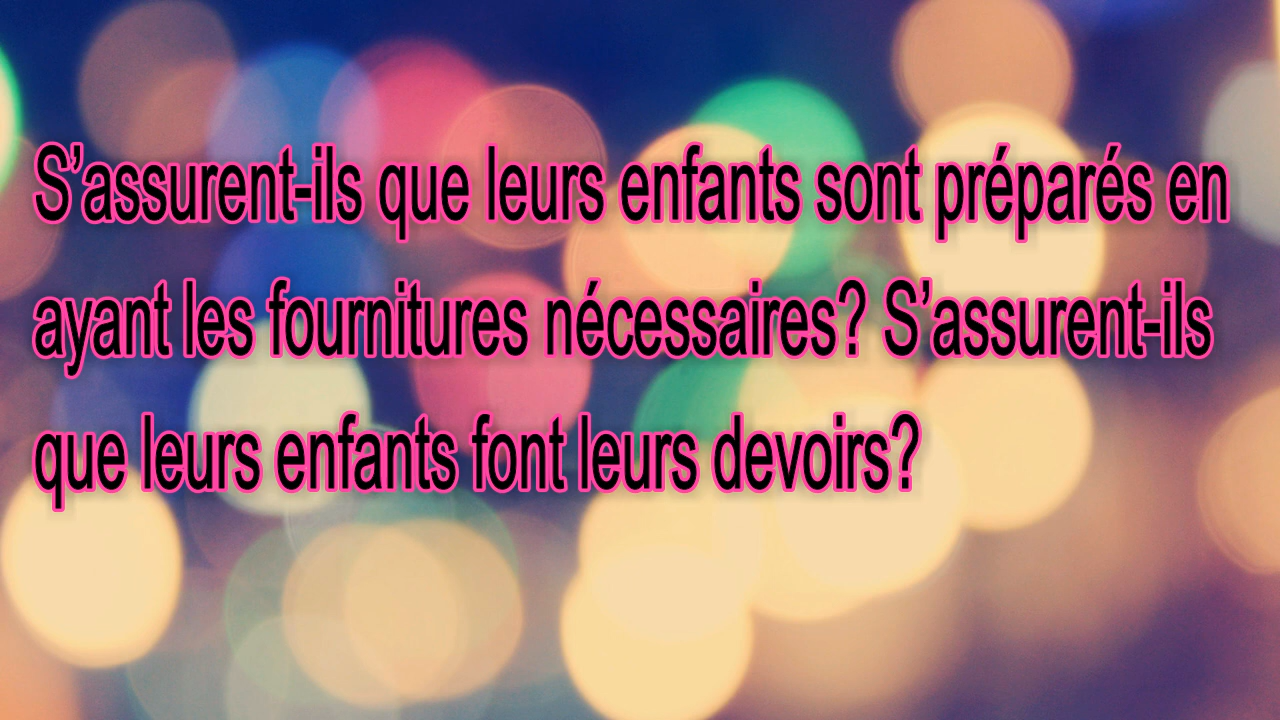 S’assurent-ils que leurs enfants sont préparés en
ayant les fournitures nécessaires? S’assurent-ils
que leurs enfants font leurs devoirs?